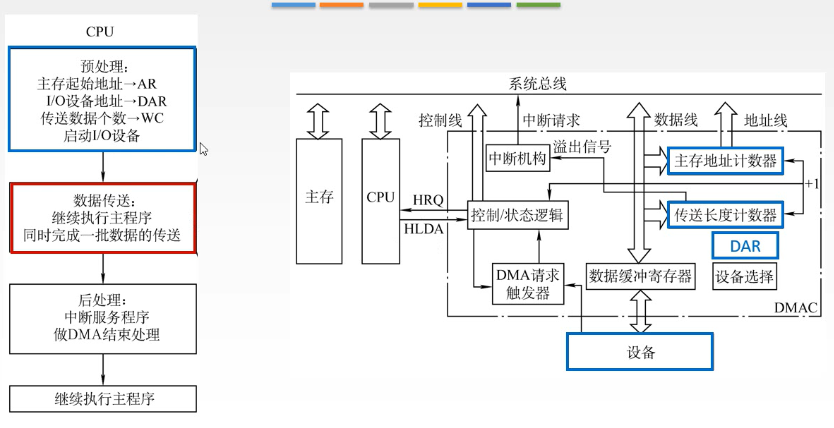 CPU
预处理：
主存起始地址→AR
I/O设备地址→DAR
传送数据个数→WC
启动I/O设备
数据传送：
继续执行主程序
同时完成一批数据的传送
后处理：
中断服务程序
做DMA结束处理
继续执行主程序
系统总线
控制线
中断请求
数据线
地址线
溢出信号
中断机构
主存地址计数器
+1
主存
CPU
HRQ
HLDA
控制/状态逻辑
传送长度计数器
DAR
DMA请求
触发器
数据缓冲寄存器
设备选择
DMAC
设备